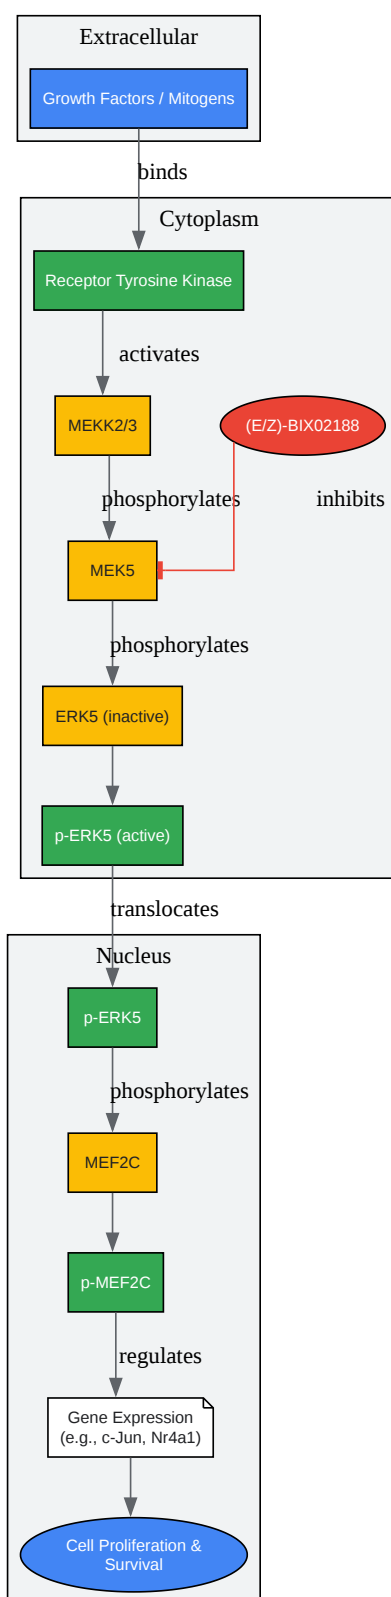 Extracellular
Growth Factors / Mitogens
binds
Cytoplasm
Receptor Tyrosine Kinase
activates
MEKK2/3
(E/Z)-BIX02188
phosphorylates
inhibits
MEK5
phosphorylates
ERK5 (inactive)
p-ERK5 (active)
translocates
Nucleus
p-ERK5
phosphorylates
MEF2C
p-MEF2C
regulates
Gene Expression
(e.g., c-Jun, Nr4a1)
Cell Proliferation &
Survival